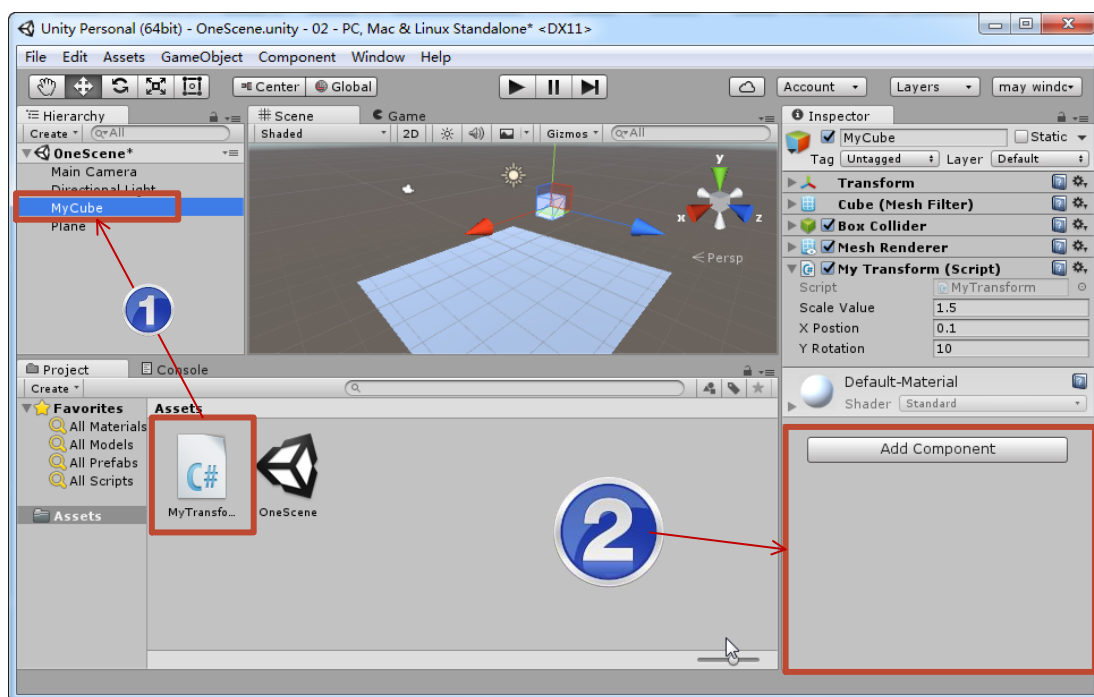 Unity Personal (64bit) - OneScene.unity - 02 - PC, Mac & Linux Standalone* <DX11>
File Edit Assets GameObject Component Window Help
Center Global Account Layers may windc
Hierarchy
Create All
OneScene*
Main Camera
Directional Light
MyCube
Plane
1
Scene Game
Shaded 2D Gizmos All
y
x z
Persp
Inspector
MyCube Static
Tag Untagged Layer Default
Transform
Cube (Mesh Filter)
Box Collider
Mesh Renderer
My Transform (Script)
Script MyTransform
Scale Value 1.5
X Postion 0.1
Y Rotation 10
Default-Material
Shader Standard
Add Component
Project Console
Create
Favorites
All Materials
All Models
All Prefabs
All Scripts
Assets
Assets
C#
MyTransfo...
OneScene
2